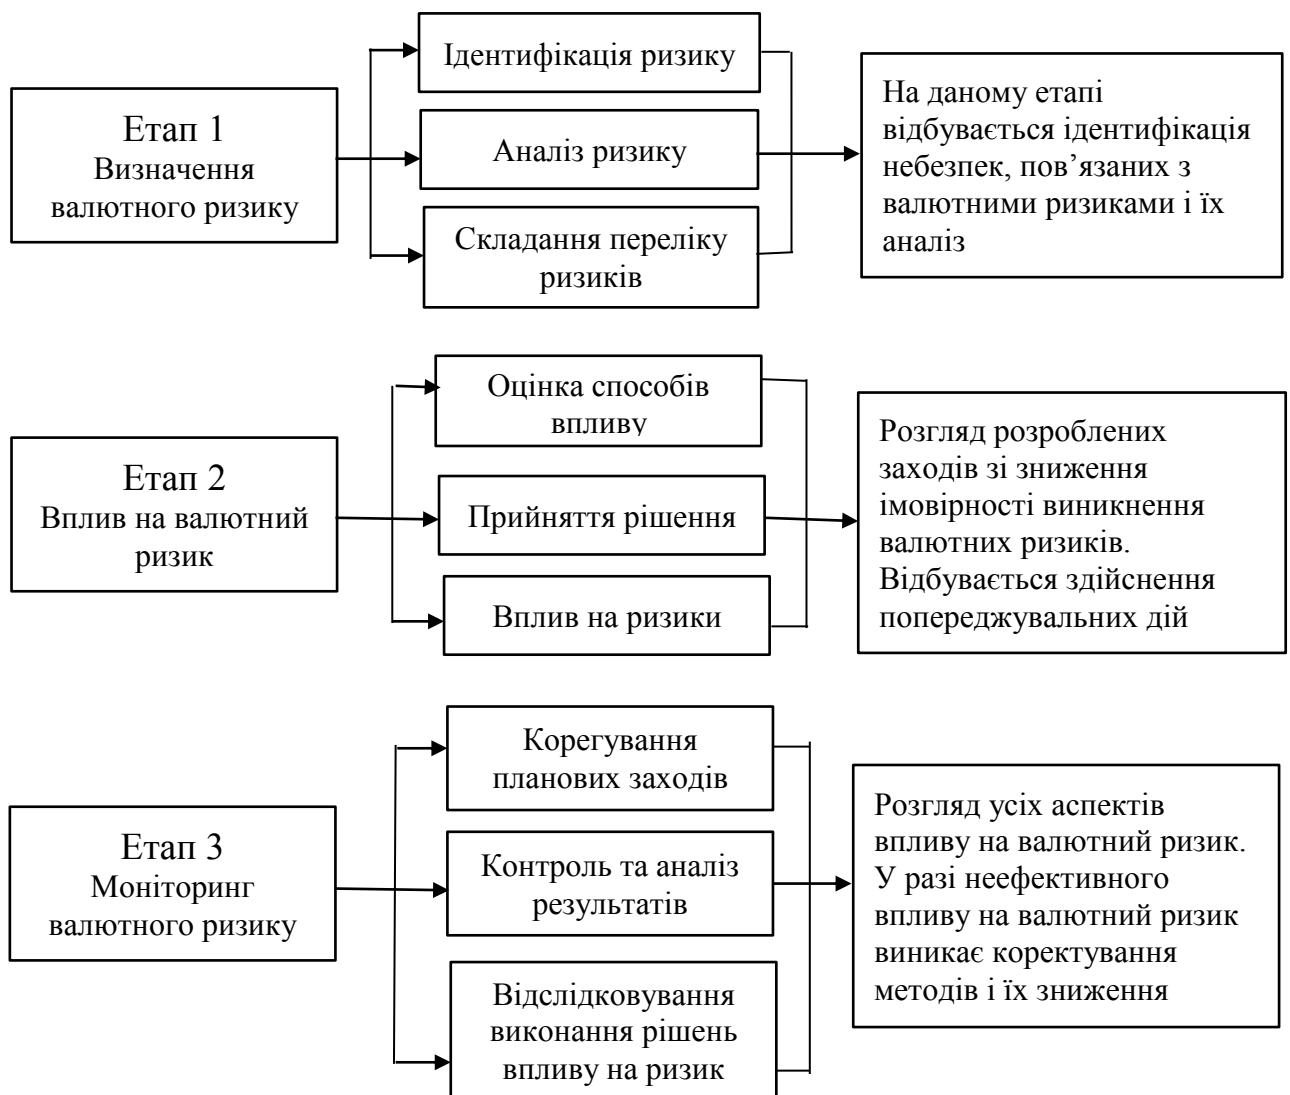 Етап 1
Визначення
валютного ризику
Ідентифікація ризику
Аналіз ризику
Складання переліку
ризиків
На даному етапі
відбувається ідентифікація
небезпек, пов’язаних з
валютними ризиками і їх
аналіз
Етап 2
Вплив на валютний
ризик
Оцінка способів
впливу
Прийняття рішення
Вплив на ризики
Розгляд розроблених
заходів зі зниження
імовірності виникнення
валютних ризиків.
Відбувається здійснення
попереджувальних дій
Етап 3
Моніторинг
валютного ризику
Корегування
планових заходів
Контроль та аналіз
результатів
Відслідковування
виконання рішень
впливу на ризик
Розгляд усіх аспектів
впливу на валютний ризик.
У разі неефективного
впливу на валютний ризик
виникає коректування
методів і їх зниження